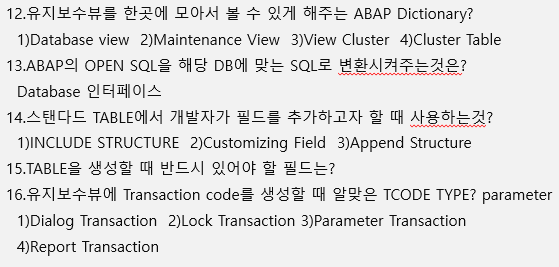 12.유지보수뷰를 한곳에 모아서 볼 수 있게 해주는 ABAP Dictionary?
1)Database view 2)Maintenance View 3)View Cluster 4)Cluster Table
13.ABAP의 OPEN SQL을 해당 DB에 맞는 SQL로 변환시켜주는것은?
Database 인터페이스
14.스탠다드 TABLE에서 개발자가 필드를 추가하고자 할 때 사용하는것?
1)INCLUDE STRUCTURE 2)Customizing Field 3)Append Structure
15.TABLE을 생성할 때 반드시 있어야 할 필드는?
16.유지보수뷰에 Transaction code를 생성할 때 알맞은 TCODE TYPE? parameter
1)Dialog Transaction 2)Lock Transaction 3)Parameter Transaction
4)Report Transaction